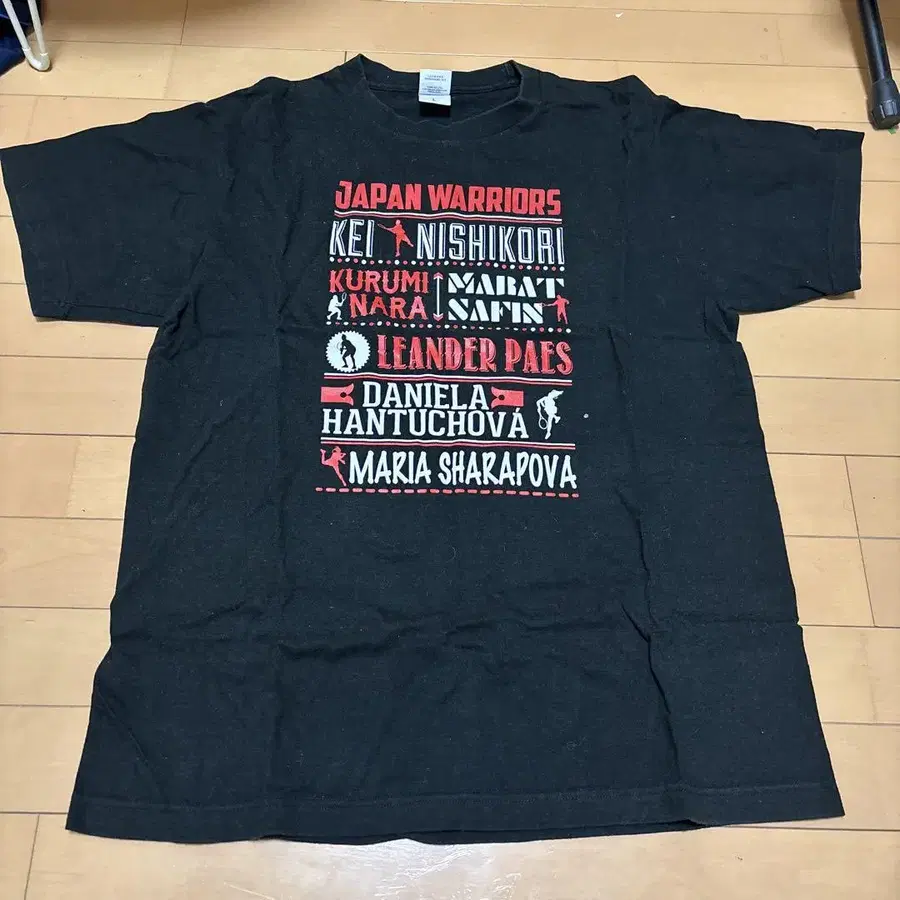 JAPAN WARRIORS
KEI NISHIKORI
KURUMI NARA
MARAT SAFIN
LEANDER PAES
DANIELA
HANTUCHOVÁ
MARIA SHARAPOVA